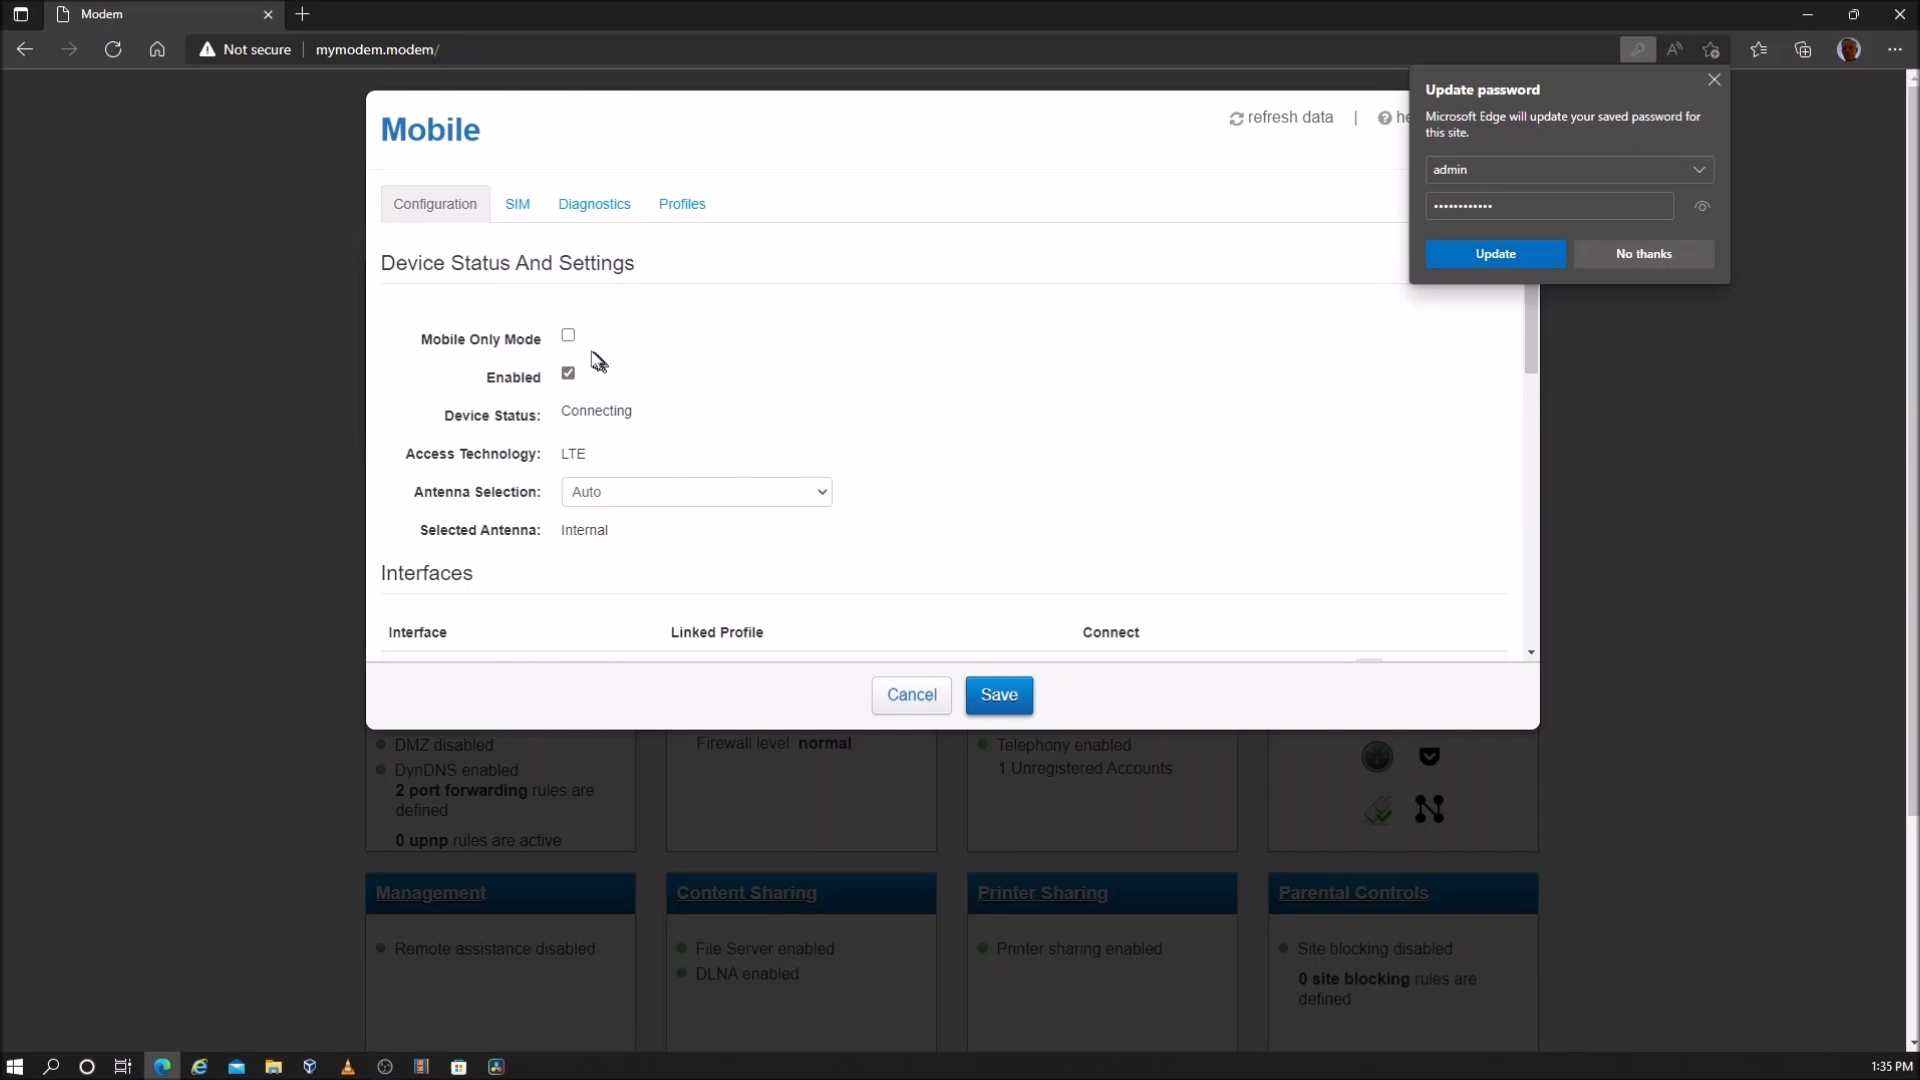 Modem
Not secure
mymodem.modem/
Update password
Microsoft Edge will update your saved password for
this site.
admin
••••••••••••
Update
No thanks
Mobile
refresh data | he
Configuration
SIM
Diagnostics
Profiles
Device Status And Settings
Mobile Only Mode
Enabled
Device Status: Connecting
Access Technology: LTE
Antenna Selection: Auto
Selected Antenna: Internal
Interfaces
Interface
Linked Profile
Connect
Cancel
Save
DMZ disabled
DynDNS enabled
2 port forwarding rules are
defined
0 upnp rules are active
Firewall level: normal
Telephony enabled
1 Unregistered Accounts
Management
Remote assistance disabled
Content Sharing
File Server enabled
DLNA enabled
Printer Sharing
Printer sharing enabled
Parental Controls
Site blocking disabled
0 site blocking rules are
defined
1:35 PM